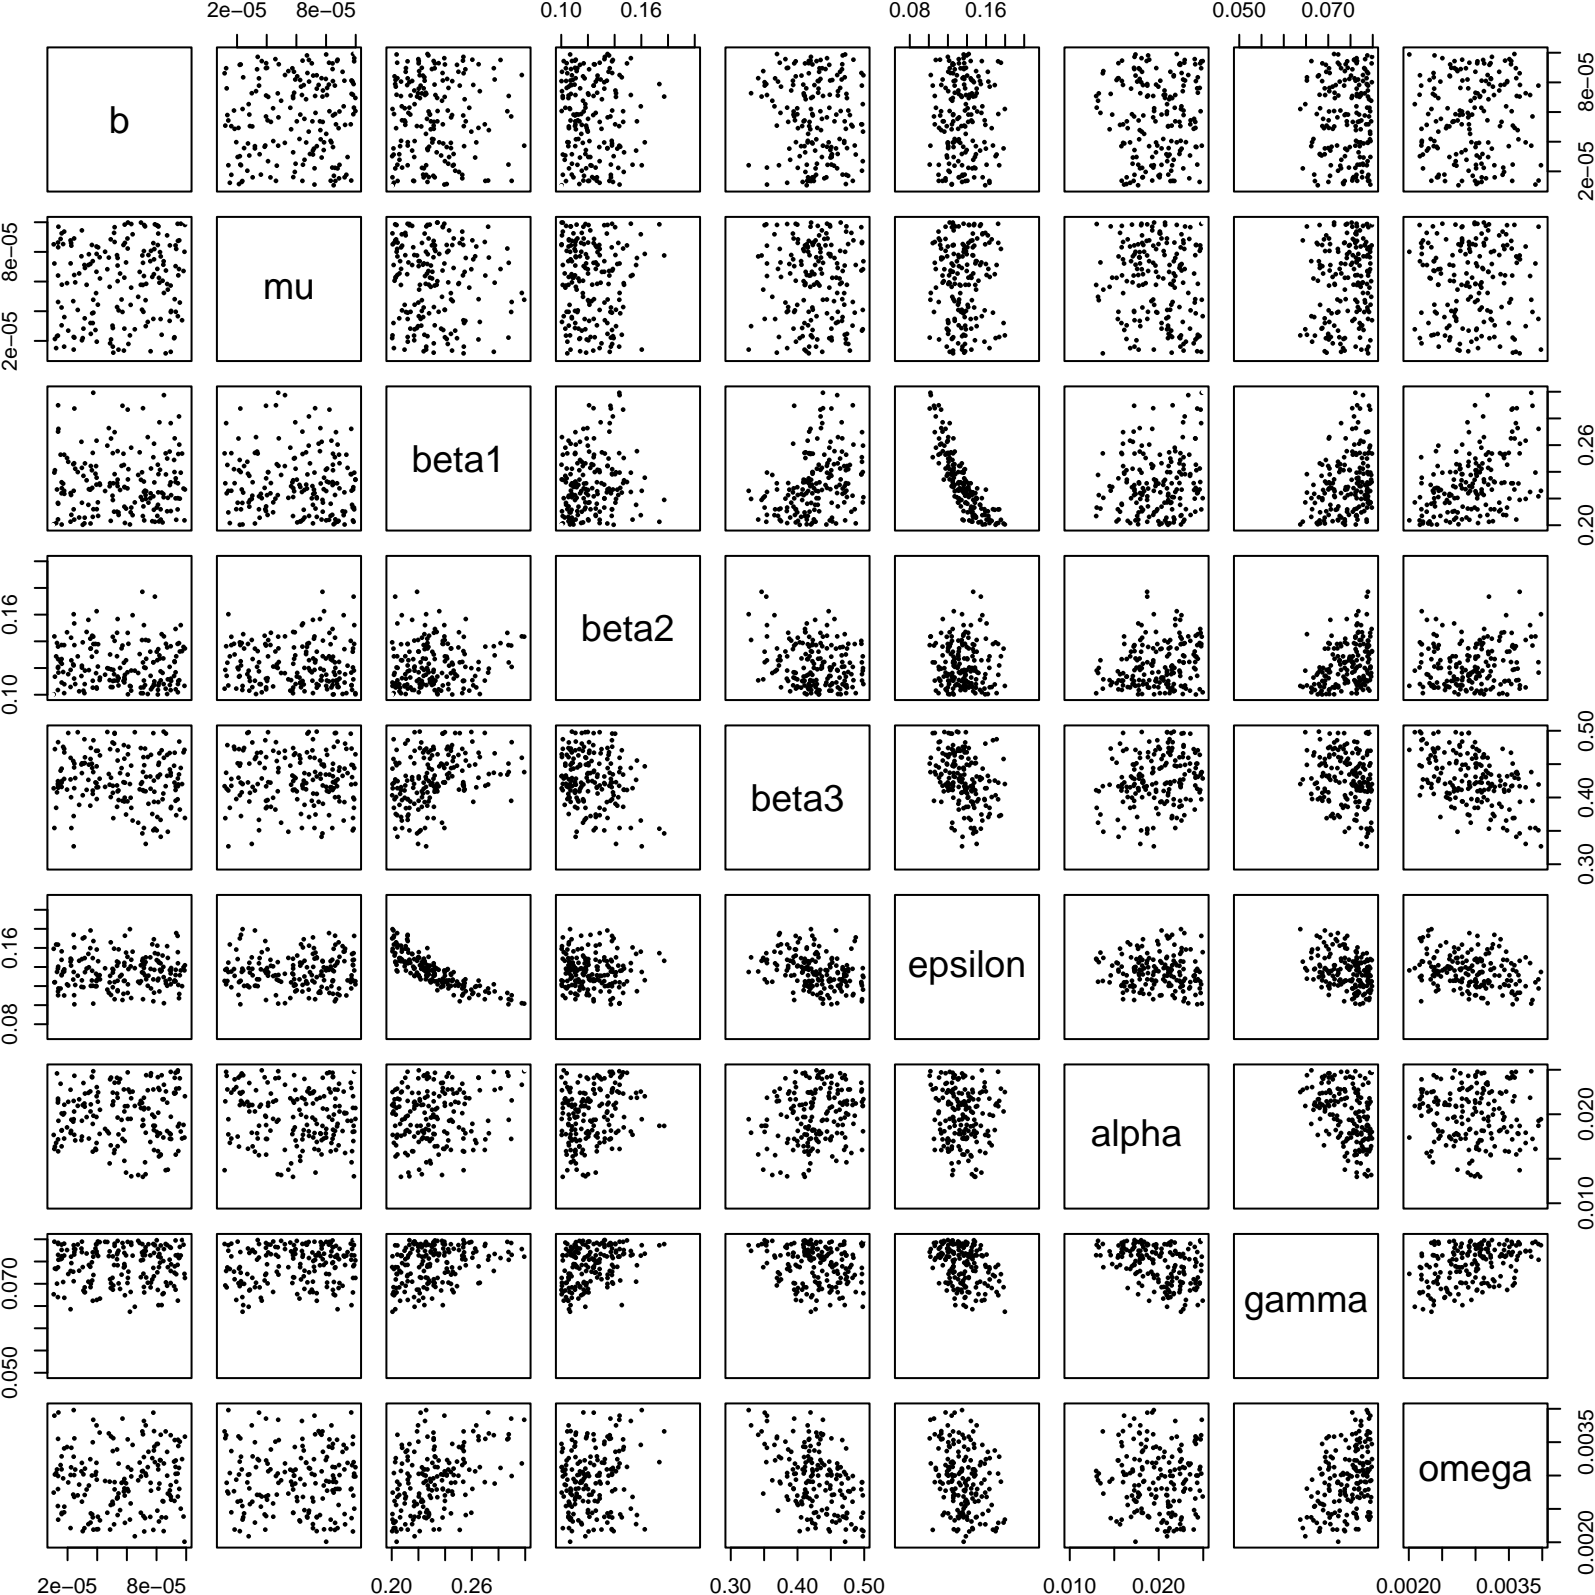 2e−05 8e−05 0.10 0.16 0.08 0.16 0.050 0.070
b
2e−05 8e−05
2e−05 8e−05
mu
beta1
0.20 0.26
0.10 0.16
beta2
beta3
0.30 0.40 0.50
0.08 0.16
epsilon
alpha
0.010 0.020
0.050 0.070
gamma
omega
0.0020 0.0035
2e−05 8e−05 0.20 0.26 0.30 0.40 0.50 0.010 0.020 0.0020 0.0035